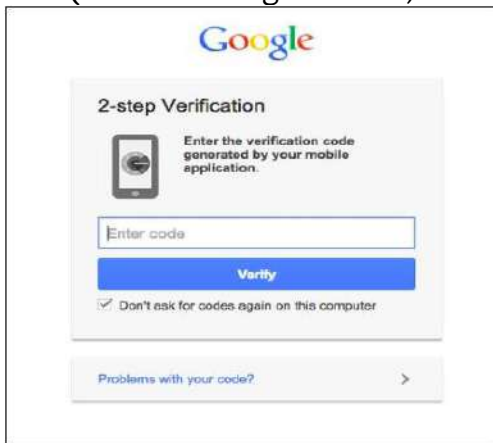 Google
2-step Verification
Enter the verification code
generated by your mobile
application.
Enter code
Verify
Don't ask for codes again on this computer
Problems with your code?